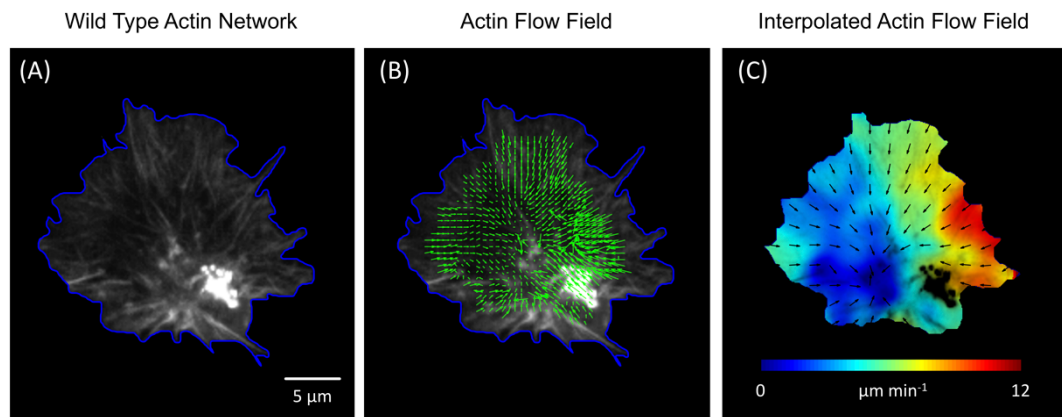 Wild Type Actin Network
Actin Flow Field
Interpolated Actin Flow Field
(A)
(B)
(C)
5 µm
0
µm min⁻¹
12